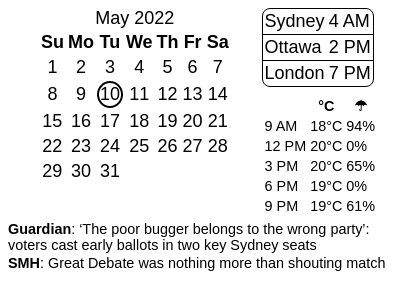 May 2022
Su Mo Tu We Th Fr Sa
1 2 3 4 5 6 7
8 9 10 11 12 13 14
15 16 17 18 19 20 21
22 23 24 25 26 27 28
29 30 31
Sydney 4 AM
Ottawa 2 PM
London 7 PM
°C ☂
9 AM 18°C 94%
12 PM 20°C 0%
3 PM 20°C 65%
6 PM 19°C 0%
9 PM 19°C 61%
Guardian: ‘The poor bugger belongs to the wrong party’:
voters cast early ballots in two key Sydney seats
SMH: Great Debate was nothing more than shouting match